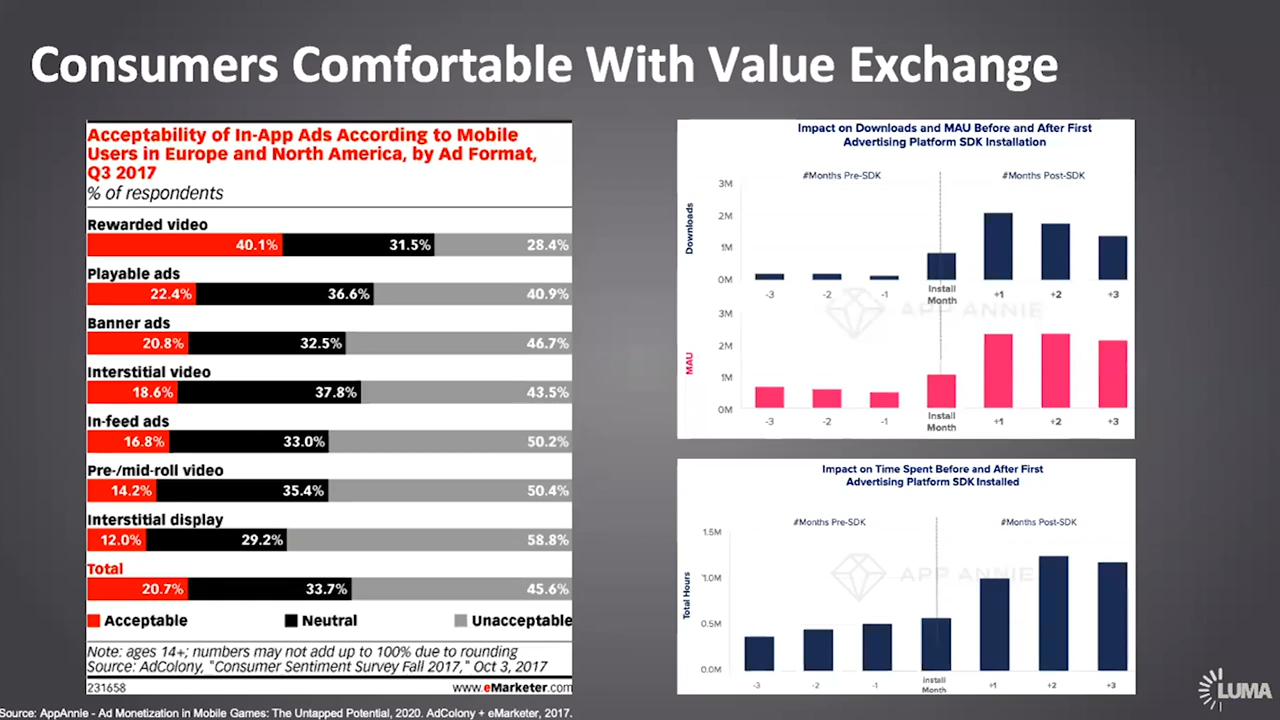 Consumers Comfortable With Value Exchange
Acceptability of In-App Ads According to Mobile
Users in Europe and North America, by Ad Format,
Q3 2017
% of respondents
Rewarded video
40.1% 31.5% 28.4%
Playable ads
22.4% 36.6% 40.9%
Banner ads
20.8% 32.5% 46.7%
Interstitial video
18.6% 37.8% 43.5%
In-feed ads
16.8% 33.0% 50.2%
Pre-/mid-roll video
14.2% 35.4% 50.4%
Interstitial display
12.0% 29.2% 58.8%
Total
20.7% 33.7% 45.6%
Acceptable Neutral Unacceptable
Note: ages 14+; numbers may not add up to 100% due to rounding
Source: AdColony, "Consumer Sentiment Survey Fall 2017," Oct 3, 2017
231658 www.eMarketer.com
Impact on Downloads and MAU Before and After First
Advertising Platform SDK Installation
#Months Pre-SDK #Months Post-SDK
Downloads
3M
2M
1M
0M
-3 -2 -1 Install +1 +2 +3
Month
APP ANNIE
MAU
3M
2M
1M
0M
-3 -2 -1 Install +1 +2 +3
Month
Impact on Time Spent Before and After First
Advertising Platform SDK Installed
#Months Pre-SDK #Months Post-SDK
Total Hours
1.5M
1.0M
0.5M
0.0M
APP ANNIE
-3 -2 -1 Install +1 +2 +3
Month
LUMA
Source: AppAnnie - Ad Monetization in Mobile Games: The Untapped Potential, 2020. AdColony + eMarketer, 2017.